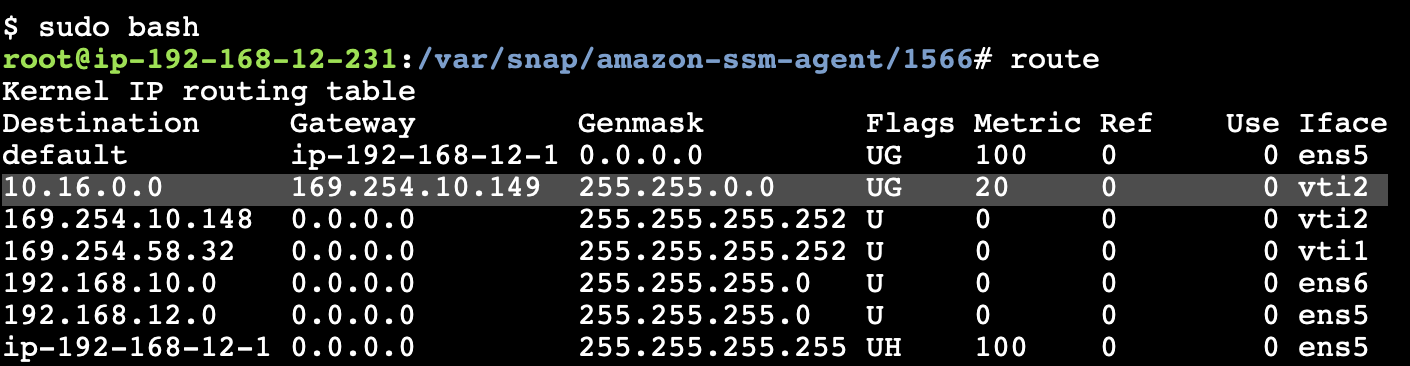 $ sudo bash
root@ip-192-168-12-231:/var/snap/amazon-ssm-agent/1566# route
Kernel IP routing table
Destination     Gateway         Genmask         Flags Metric Ref    Use Iface
default         ip-192-168-12-1 0.0.0.0         UG    100    0        0 ens5
10.16.0.0       169.254.10.149  255.255.0.0     UG    20     0        0 vti2
169.254.10.148  0.0.0.0         255.255.255.252 U     0      0        0 vti2
169.254.58.32   0.0.0.0         255.255.255.252 U     0      0        0 vti1
192.168.10.0    0.0.0.0         255.255.255.0   U     0      0        0 ens6
192.168.12.0    0.0.0.0         255.255.255.0   U     0      0        0 ens5
ip-192-168-12-1 0.0.0.0         255.255.255.255 UH    100    0        0 ens5